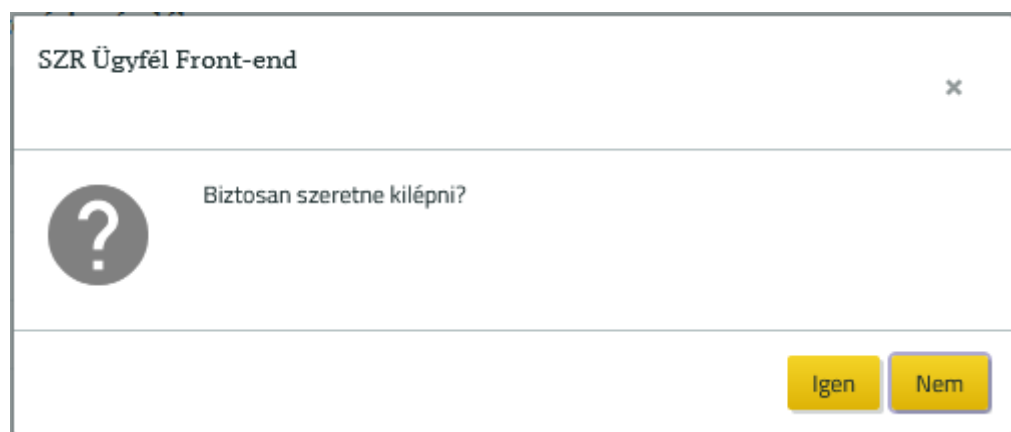 SZR Ügyfél Front-end
×
Biztosan szeretne kilépni?
?
Igen
Nem